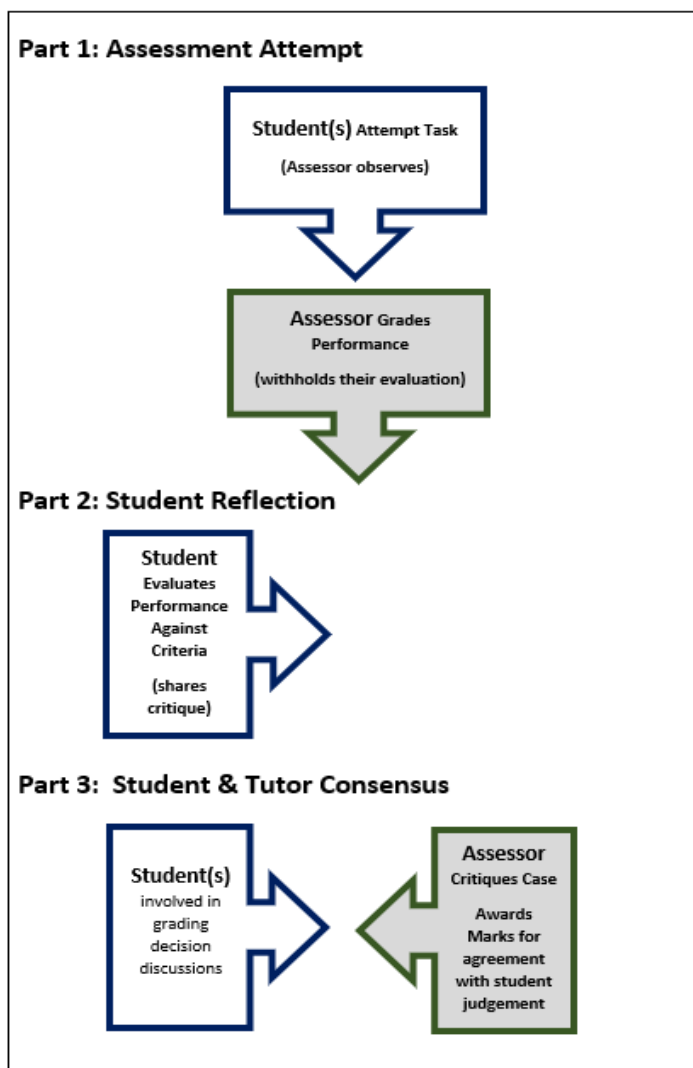 Part 1: Assessment Attempt
Student(s) Attempt Task
(Assessor observes)
Assessor Grades
Performance
(withholds their evaluation)
Part 2: Student Reflection
Student
Evaluates
Performance
Against
Criteria
(shares
critique)
Part 3:  Student & Tutor Consensus
Student(s)
involved in
grading
decision
discussions
Assessor
Critiques Case
Awards
Marks for
agreement
with student
judgement